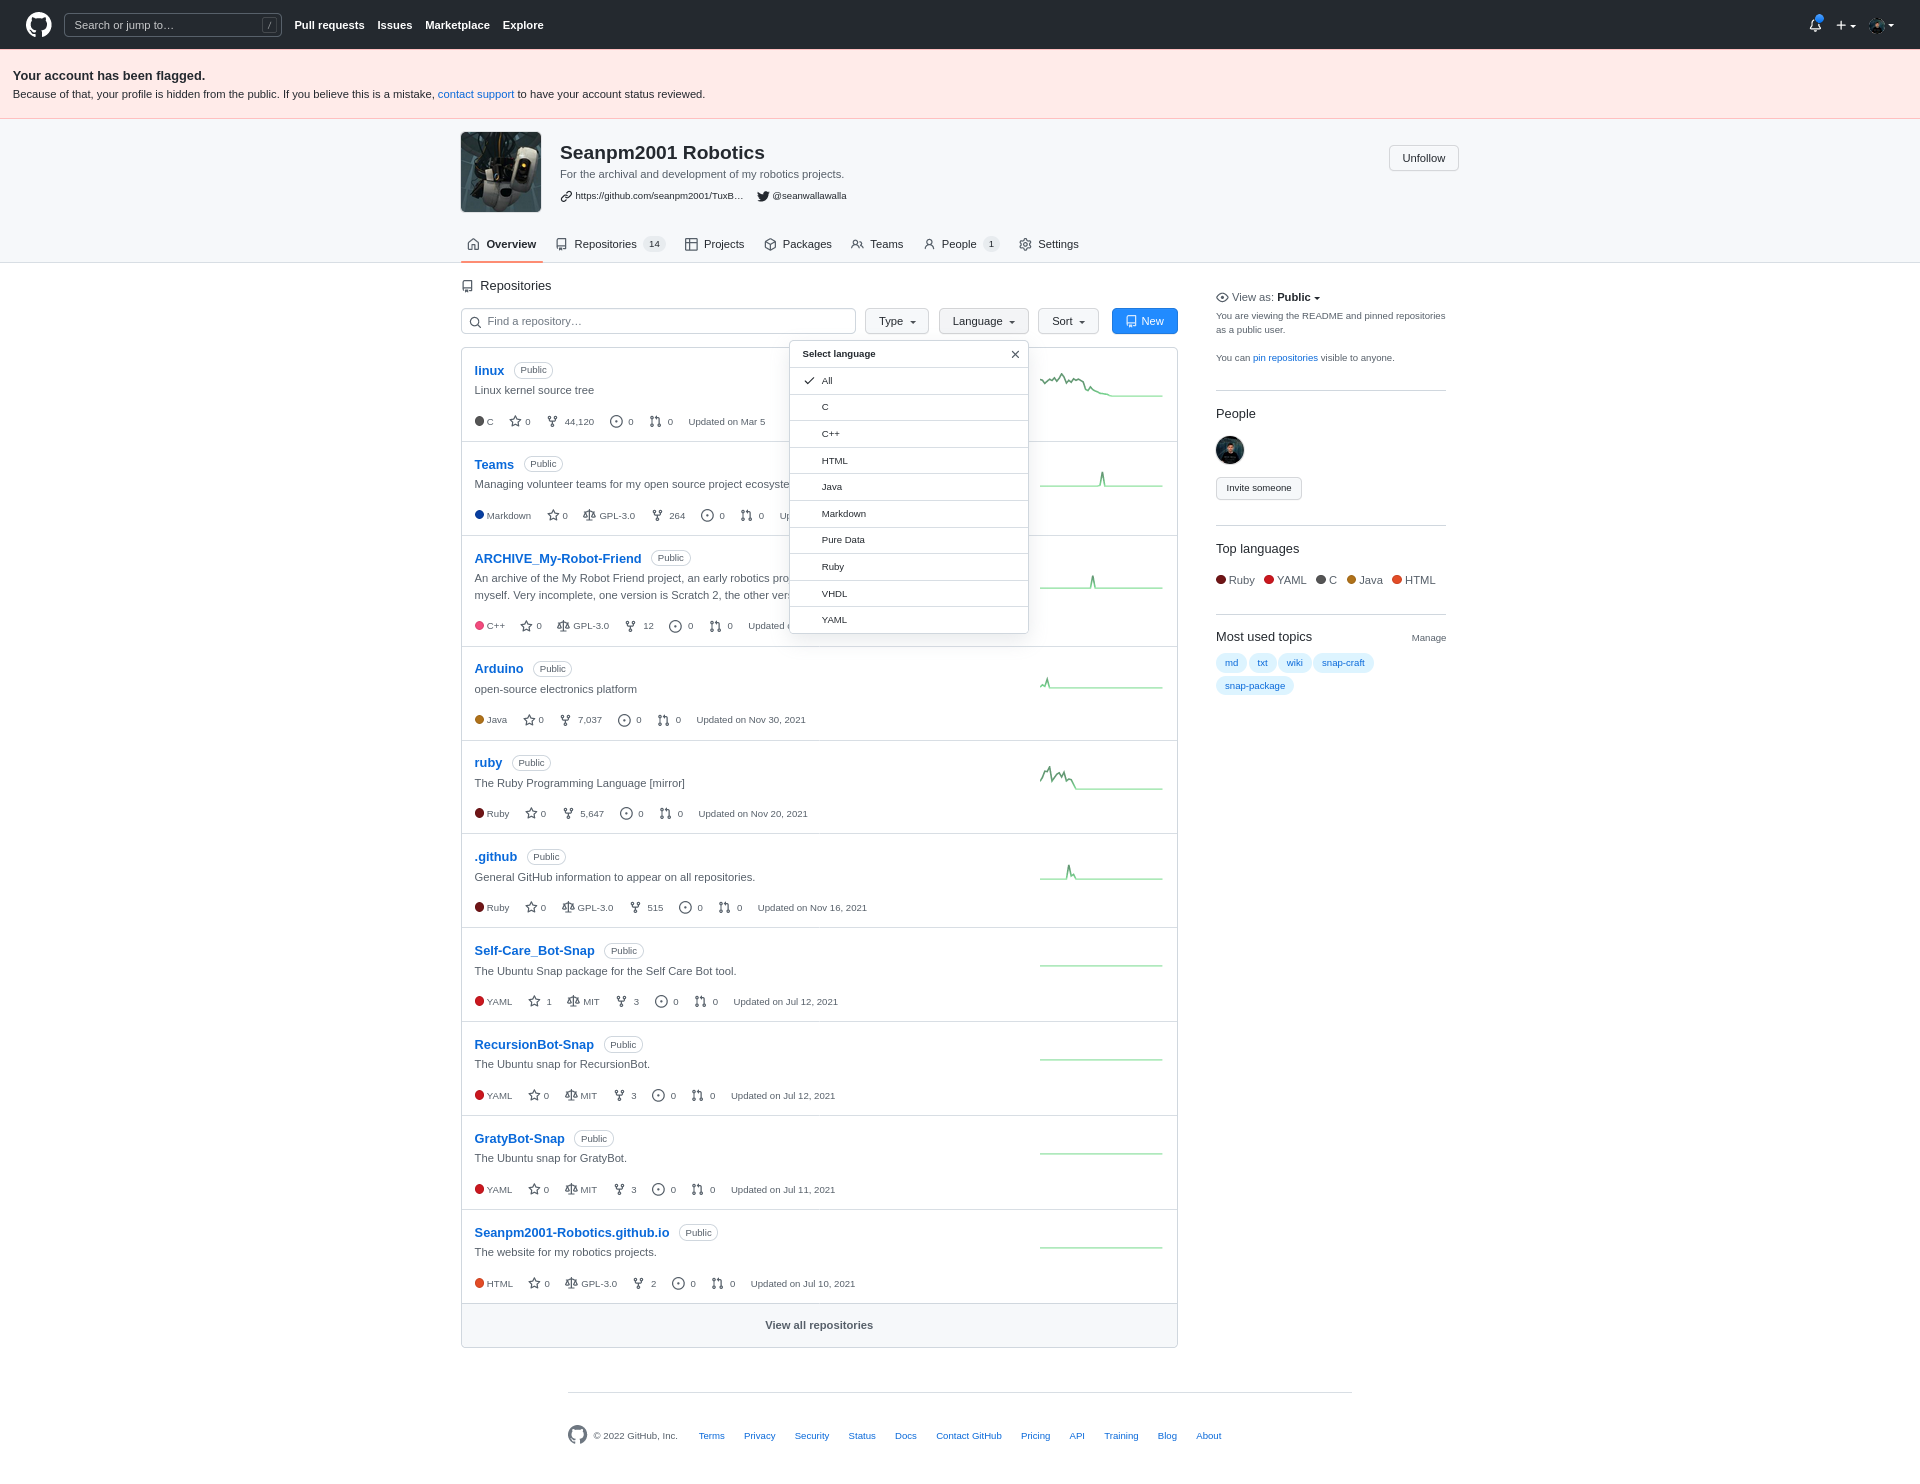 Search or jump to… /
Pull requests Issues Marketplace Explore
Your account has been flagged.
Because of that, your profile is hidden from the public. If you believe this is a mistake, contact support to have your account status reviewed.
Seanpm2001 Robotics
For the archival and development of my robotics projects.
https://github.com/seanpm2001/TuxB… @seanwallawalla
Unfollow
Overview Repositories 14 Projects Packages Teams People 1 Settings
Repositories
Find a repository… Type Language Sort New
Select language
All
C
C++
HTML
Java
Markdown
Pure Data
Ruby
VHDL
YAML
linux Public
Linux kernel source tree
C 0 44,120 0 0 Updated on Mar 5
Teams Public
Managing volunteer teams for my open source project ecosyste
Markdown 0 GPL-3.0 264 0 0 Up
ARCHIVE_My-Robot-Friend Public
An archive of the My Robot Friend project, an early robotics pro
myself. Very incomplete, one version is Scratch 2, the other vers
C++ 0 GPL-3.0 12 0 0 Updated
Arduino Public
open-source electronics platform
Java 0 7,037 0 0 Updated on Nov 30, 2021
ruby Public
The Ruby Programming Language [mirror]
Ruby 0 5,647 0 0 Updated on Nov 20, 2021
.github Public
General GitHub information to appear on all repositories.
Ruby 0 GPL-3.0 515 0 0 Updated on Nov 16, 2021
Self-Care_Bot-Snap Public
The Ubuntu Snap package for the Self Care Bot tool.
YAML 1 MIT 3 0 0 Updated on Jul 12, 2021
RecursionBot-Snap Public
The Ubuntu snap for RecursionBot.
YAML 0 MIT 3 0 0 Updated on Jul 12, 2021
GratyBot-Snap Public
The Ubuntu snap for GratyBot.
YAML 0 MIT 3 0 0 Updated on Jul 11, 2021
Seanpm2001-Robotics.github.io Public
The website for my robotics projects.
HTML 0 GPL-3.0 2 0 0 Updated on Jul 10, 2021
View all repositories
View as: Public
You are viewing the README and pinned repositories
as a public user.
You can pin repositories visible to anyone.
People
Invite someone
Top languages
Ruby YAML C Java HTML
Most used topics Manage
md txt wiki snap-craft
snap-package
© 2022 GitHub, Inc. Terms Privacy Security Status Docs Contact GitHub Pricing API Training Blog About